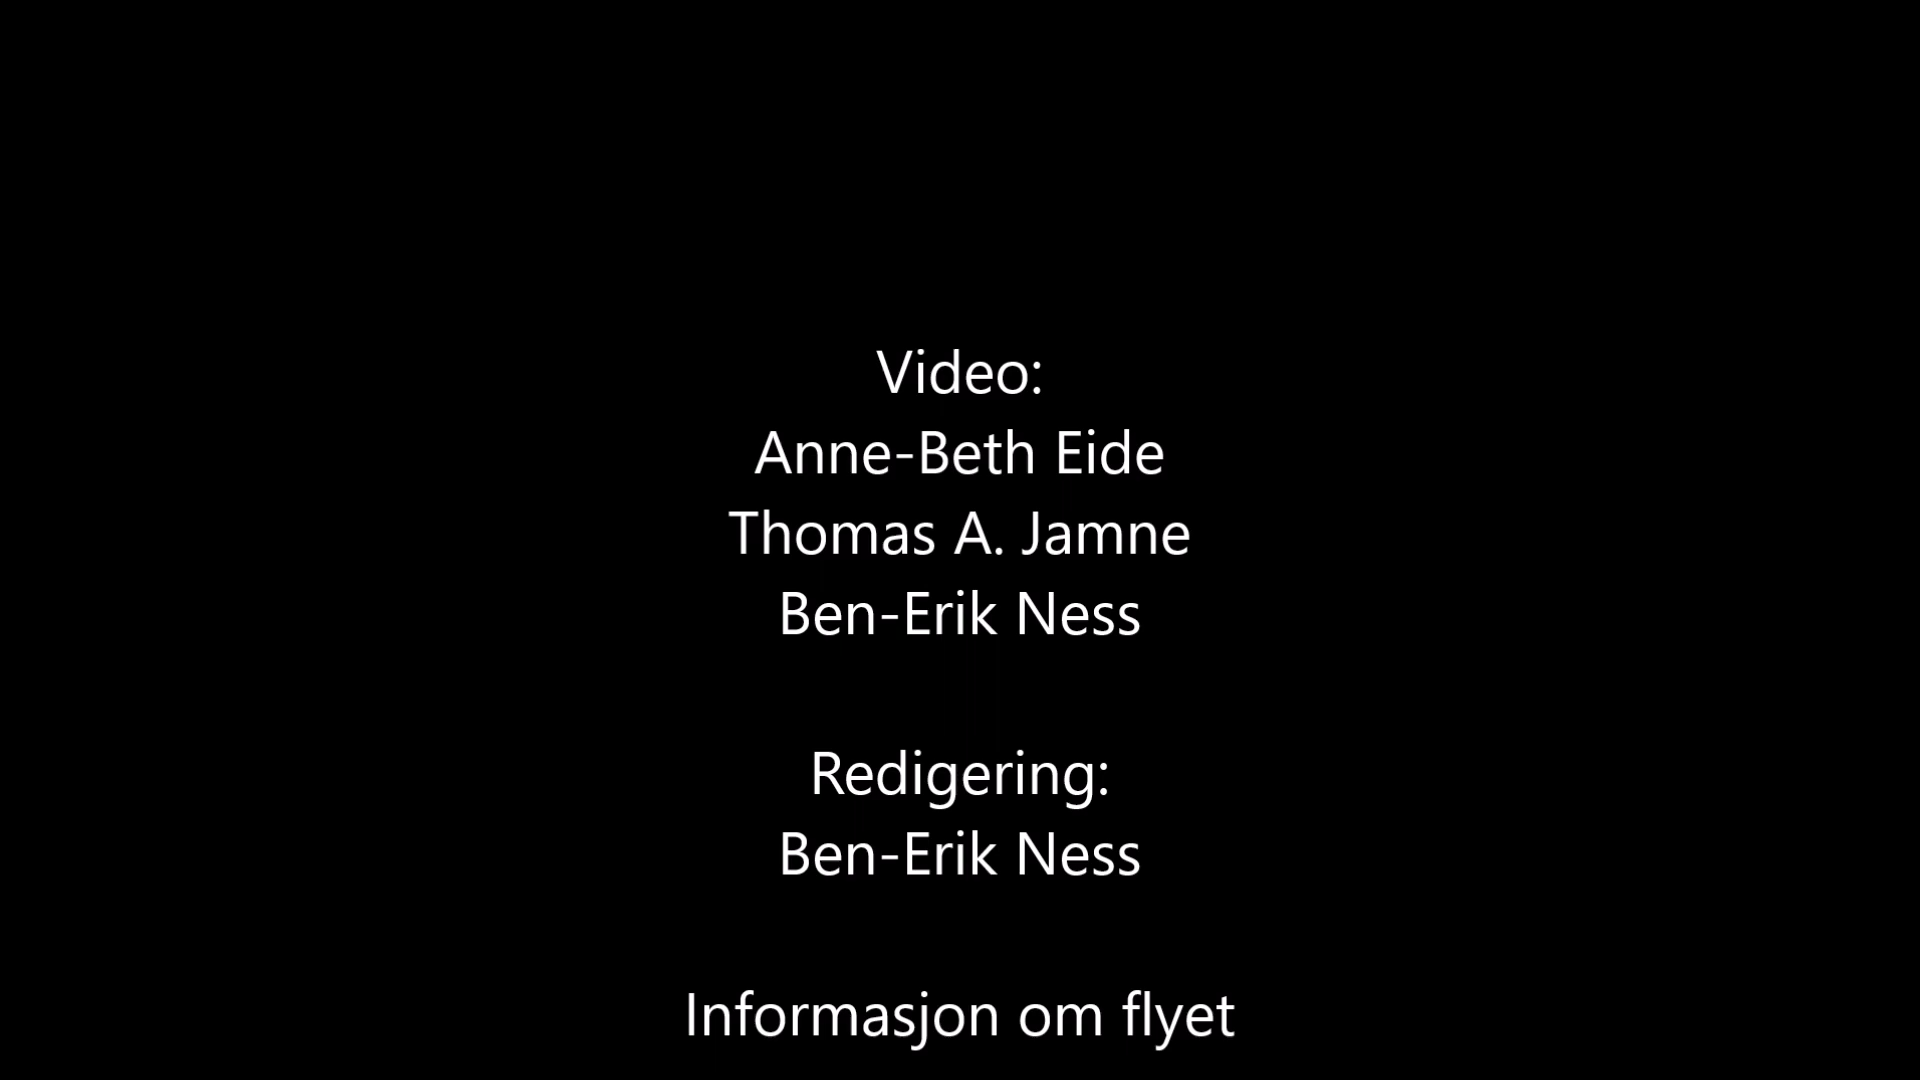 Video:
Anne-Beth Eide
Thomas A. Jamne
Ben-Erik Ness
Redigering:
Ben-Erik Ness
Informasjon om flyet